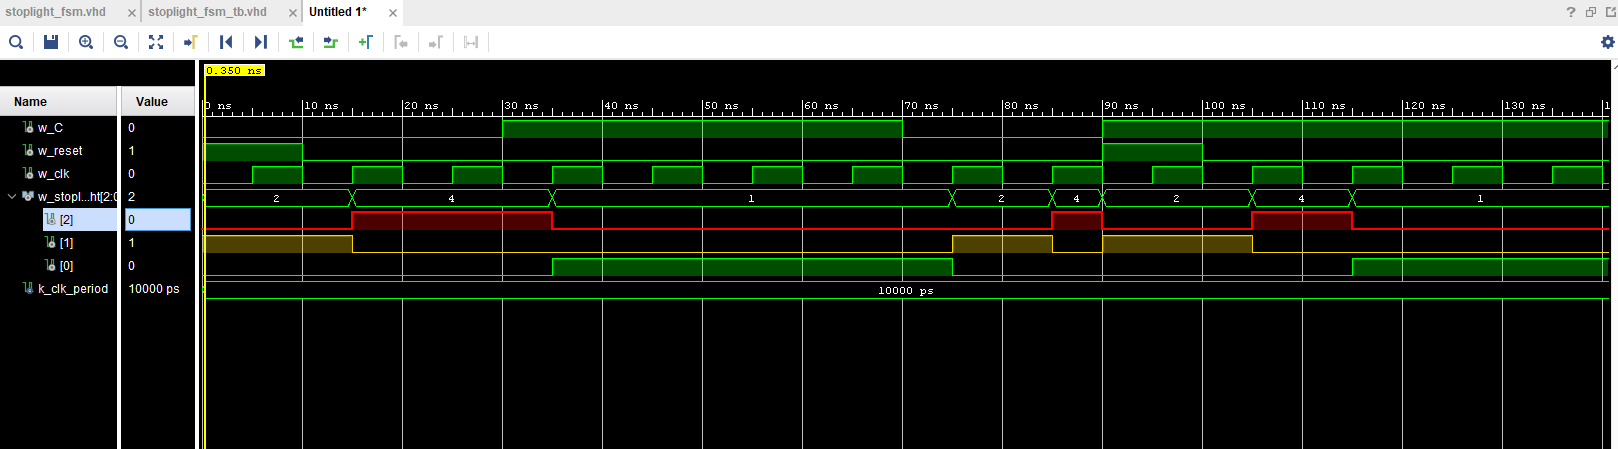 stoplight_fsm.vhd × stoplight_fsm_tb.vhd × Untitled 1* × ?
0.350 ns
Name Value
0 ns 10 ns 20 ns 30 ns 40 ns 50 ns 60 ns 70 ns 80 ns 90 ns 100 ns 110 ns 120 ns 130 ns
w_C 0
w_reset 1
w_clk 0
w_stopl...ht[2:0 2 2 4 1 2 4 2 4 1
[2] 0
[1] 1
[0] 0
k_clk_period 10000 ps 10000 ps